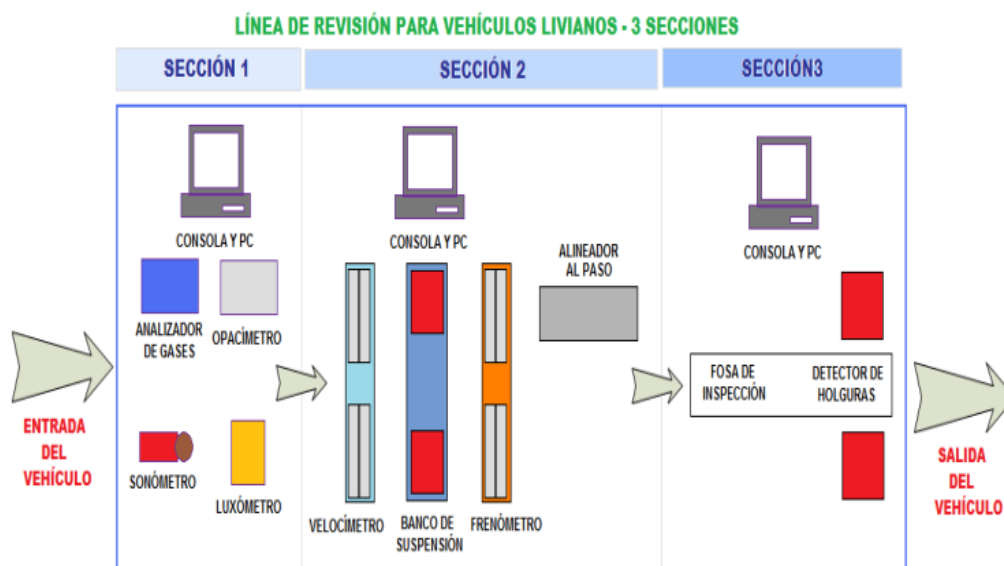 LÍNEA DE REVISIÓN PARA VEHÍCULOS LIVIANOS - 3 SECCIONES
SECCIÓN 1
SECCIÓN 2
SECCIÓN3
CONSOLA Y PC
ANALIZADOR
DE GASES
OPACÍMETRO
SONÓMETRO
LUXÓMETRO
CONSOLA Y PC
ALINEADOR
AL PASO
VELOCÍMETRO
BANCO DE
SUSPENSIÓN
FRENÓMETRO
CONSOLA Y PC
FOSA DE
INSPECCIÓN
DETECTOR DE
HOLGURAS
ENTRADA
DEL
VEHÍCULO
SALIDA
DEL
VEHÍCULO